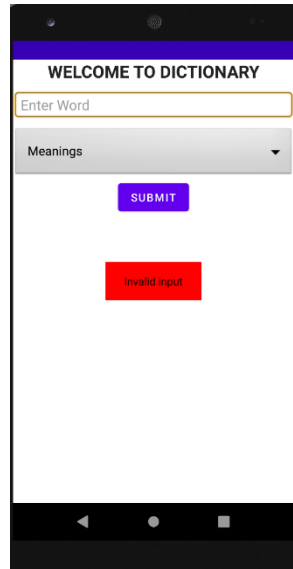 WELCOME TO DICTIONARY
Enter Word
Meanings
SUBMIT
Invalid input